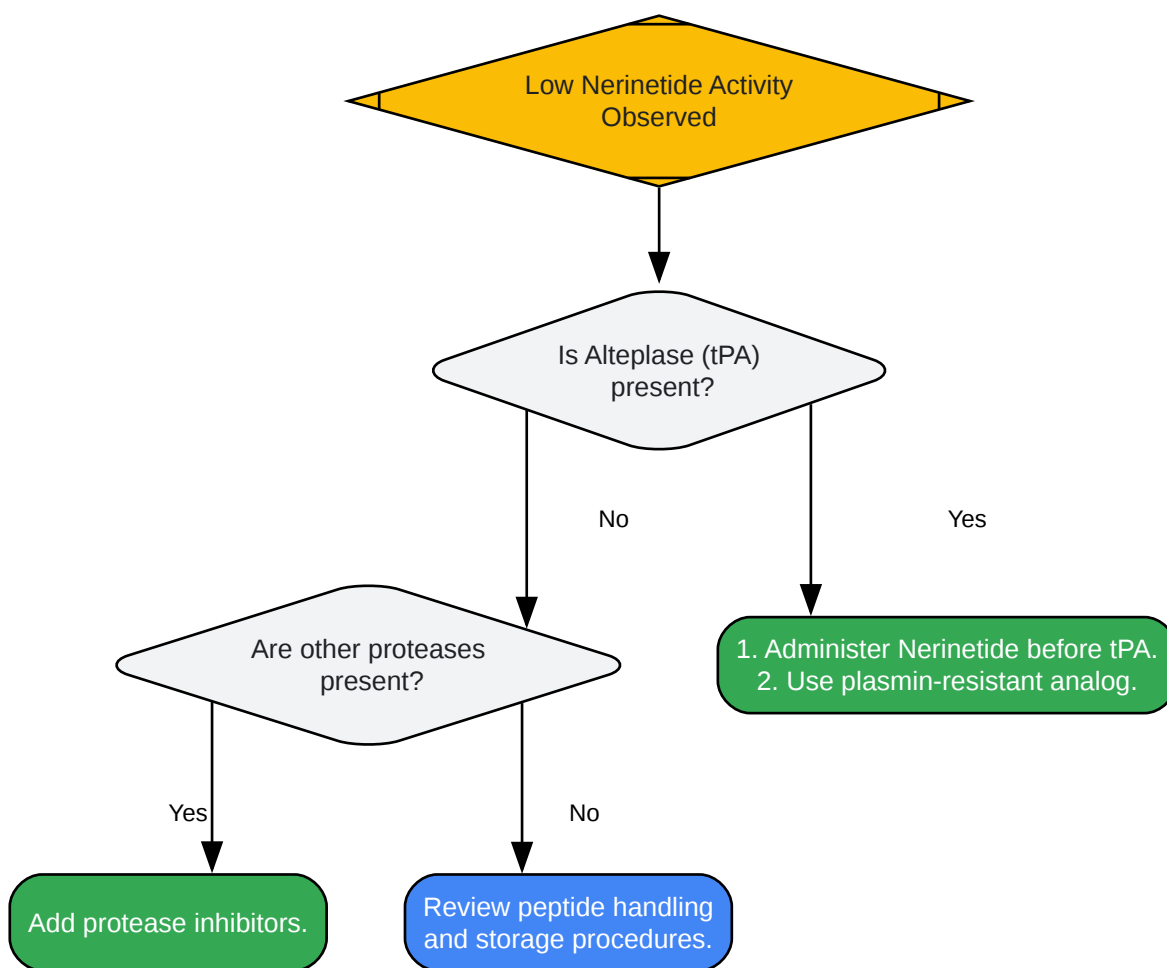 Low Nerinetide Activity
Observed
Is Alteplase (tPA)
present?
No
Yes
Are other proteases
present?
1. Administer Nerinetide before tPA.
2. Use plasmin-resistant analog.
Yes
No
Add protease inhibitors.
Review peptide handling
and storage procedures.